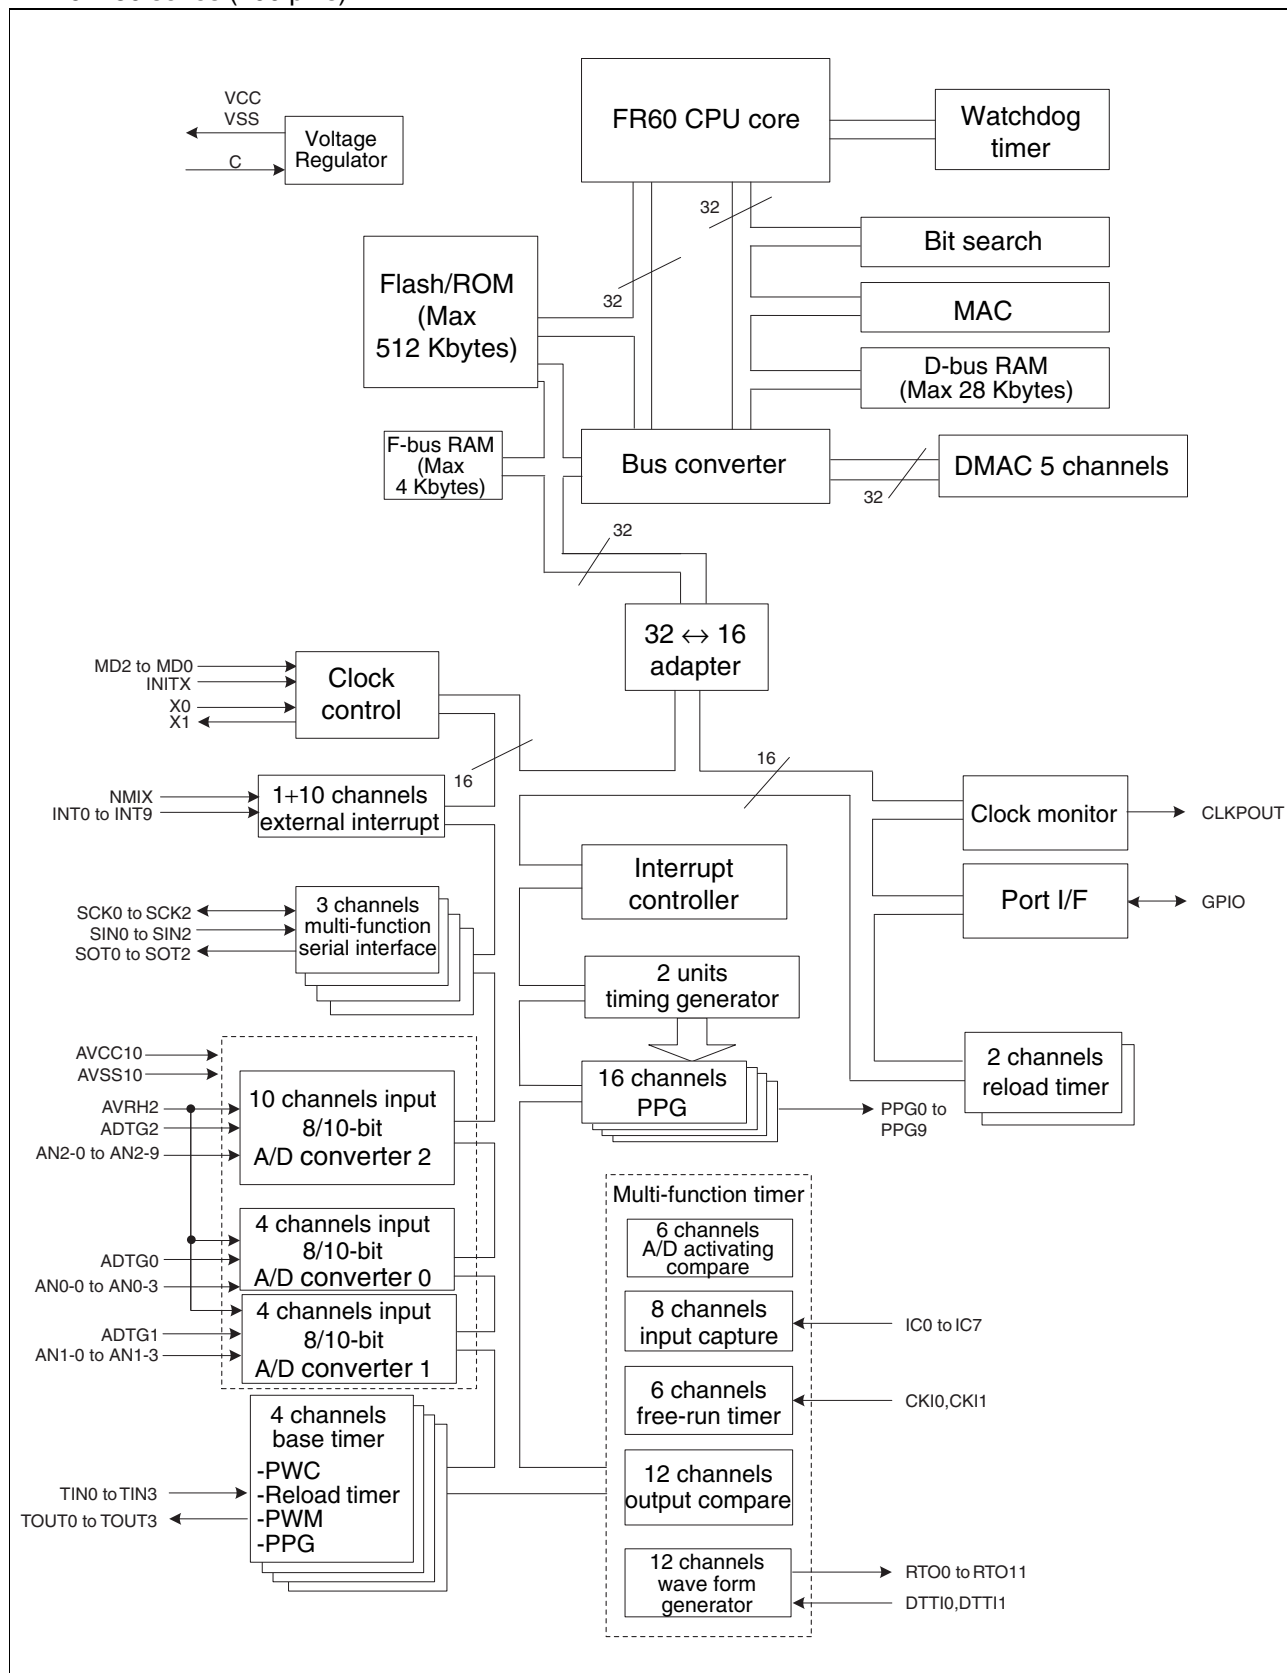 VCC
VSS
C
Voltage
Regulator
FR60 CPU core
Watchdog
timer
32
32
Bit search
MAC
D-bus RAM
(Max 28 Kbytes)
Flash/ROM
(Max
512 Kbytes)
F-bus RAM
(Max
4 Kbytes)
Bus converter
32
DMAC 5 channels
32
32 ↔ 16
adapter
MD2 to MD0
INITX
X0
X1
Clock
control
16
16
NMIX
INT0 to INT9
1+10 channels
external interrupt
Clock monitor
CLKPOUT
Interrupt
controller
Port I/F
GPIO
SCK0 to SCK2
SIN0 to SIN2
SOT0 to SOT2
3 channels
multi-function
serial interface
2 units
timing generator
AVCC10
AVSS10
AVRH2
ADTG2
AN2-0 to AN2-9
10 channels input
8/10-bit
A/D converter 2
16 channels
PPG
PPG0 to
PPG9
2 channels
reload timer
ADTG0
AN0-0 to AN0-3
4 channels input
8/10-bit
A/D converter 0
ADTG1
AN1-0 to AN1-3
4 channels input
8/10-bit
A/D converter 1
Multi-function timer
6 channels
A/D activating
compare
8 channels
input capture
IC0 to IC7
6 channels
free-run timer
CKI0,CKI1
12 channels
output compare
12 channels
wave form
generator
RTO0 to RTO11
DTTI0,DTTI1
TIN0 to TIN3
TOUT0 to TOUT3
4 channels
base timer
-PWC
-Reload timer
-PWM
-PPG